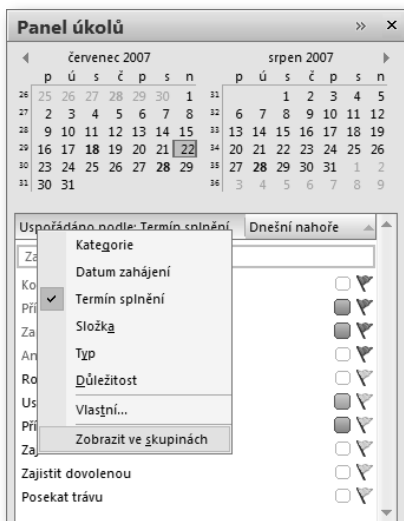 Panel úkolů
červenec 2007 srpen 2007
p ú s č p s n p ú s č p s n
26 25 26 27 28 29 30 1 31 1 2 3 4 5
27 2 3 4 5 6 7 8 32 6 7 8 9 10 11 12
28 9 10 11 12 13 14 15 33 13 14 15 16 17 18 19
29 16 17 18 19 20 21 22 34 20 21 22 23 24 25 26
30 23 24 25 26 27 28 29 35 27 28 29 30 31 1 2
31 30 31 36 3 4 5 6 7 8 9
Uspořádáno podle: Termín splnění Dnešní nahoře
Kategorie
Datum zahájení
Termín splnění
Složka
Typ
Důležitost
Vlastní...
Zobrazit ve skupinách
Zajistit dovolenou
Posekat trávu